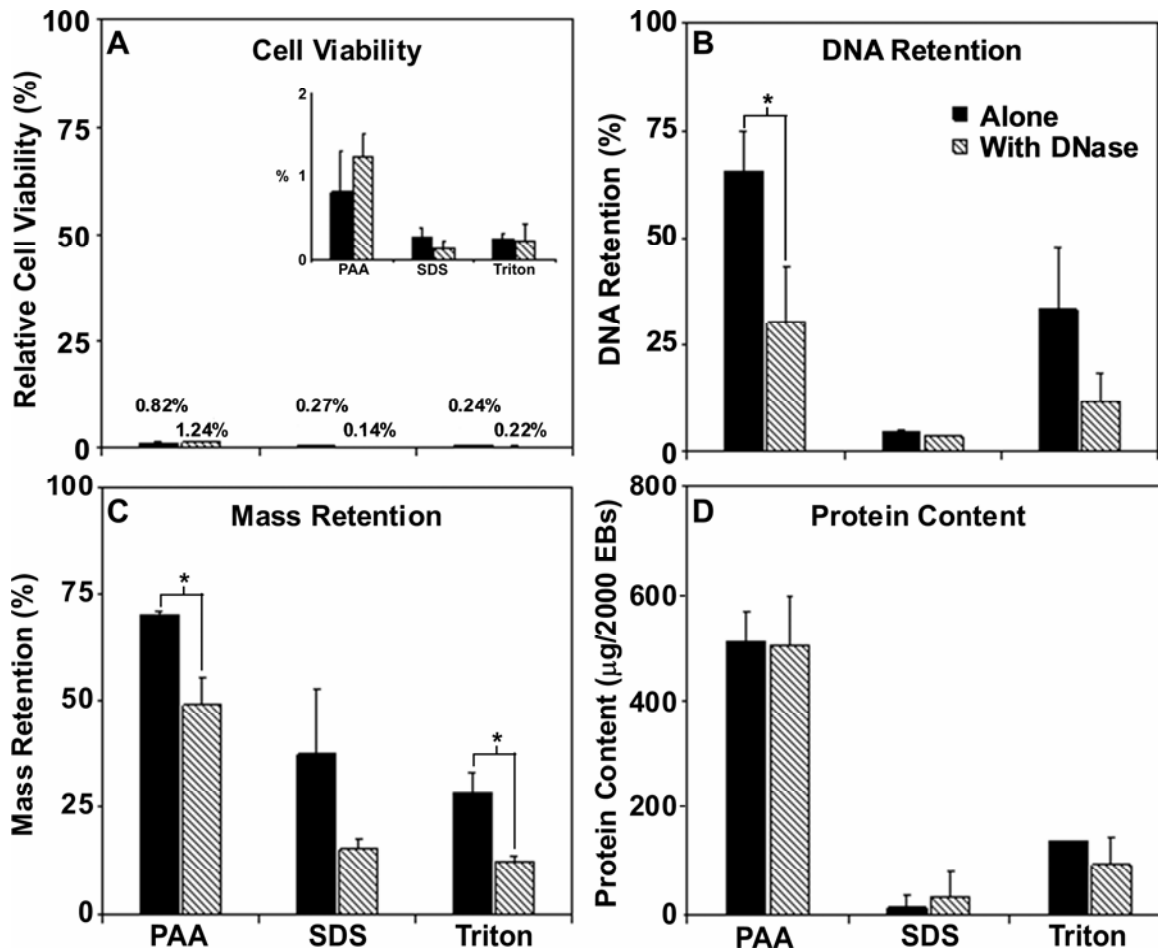 A
Cell Viability
Relative Cell Viability (%)
100
75
50
25
0
2
1
0
%
PAA
SDS
Triton
0.82%
1.24%
0.27%
0.14%
0.24%
0.22%
B
DNA Retention
DNA Retention (%)
100
75
50
25
0
*
Alone
With DNase
C
Mass Retention
Mass Retention (%)
100
75
50
25
0
*
*
PAA
SDS
Triton
D
Protein Content
Protein Content (µg/2000 EBs)
800
600
400
200
0
PAA
SDS
Triton